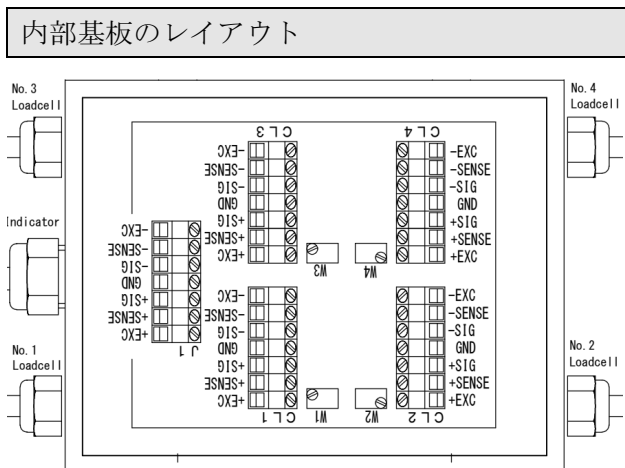 内部基板のレイアウト
No. 3
Loadcell
No. 4
Loadcell
CL3
-EXC
-SENSE
-SIG
GND
+SIG
+SENSE
+EXC
CL4
-EXC
-SENSE
-SIG
GND
+SIG
+SENSE
+EXC
W3
W4
Indicator
-EXC
-SENSE
-SIG
GND
+SIG
+SENSE
+EXC
J1
No. 1
Loadcell
-EXC
-SENSE
-SIG
GND
+SIG
+SENSE
+EXC
CL1
W1
W2
-EXC
-SENSE
-SIG
GND
+SIG
+SENSE
+EXC
CL2
No. 2
Loadcell